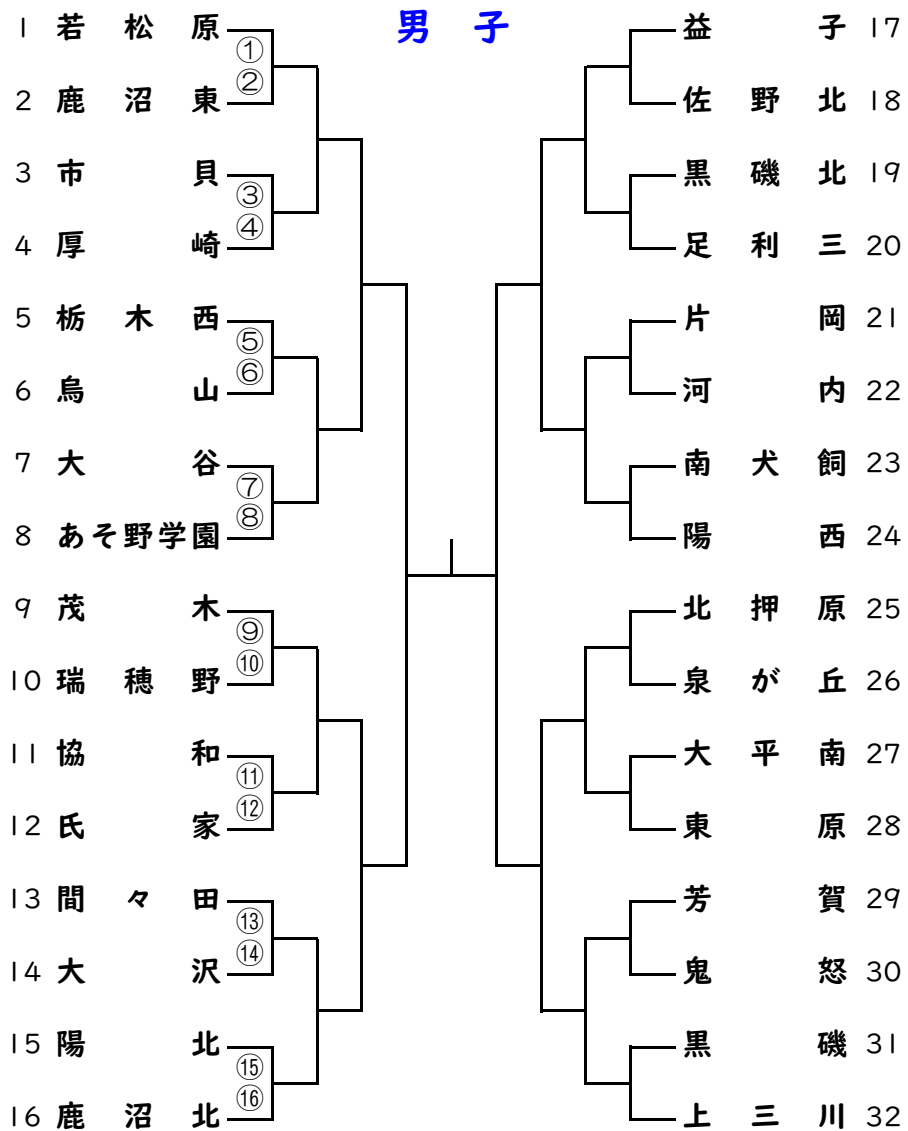 男子
1 若松原
①
②
2 鹿沼東
3 市貝
③
④
4 厚崎
5 栃木西
⑤
⑥
6 烏山
7 大谷
⑦
⑧
8 あそ野学園
9 茂木
⑨
⑩
10 瑞穂野
11 協和
⑪
⑫
12 氏家
13 間々田
⑬
⑭
14 大沢
15 陽北
⑮
⑯
16 鹿沼北
益子 17
佐野北 18
黒磯北 19
足利三 20
片岡 21
河内 22
南犬飼 23
陽西 24
北押原 25
泉が丘 26
大平南 27
東原 28
芳賀 29
鬼怒 30
黒磯 31
上三川 32